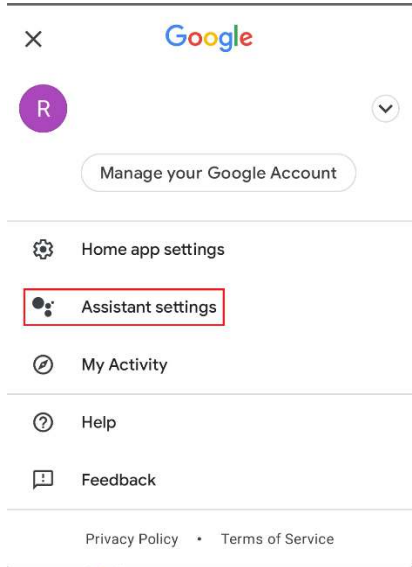 Google
R
Manage your Google Account
Home app settings
Assistant settings
My Activity
Help
Feedback
Privacy Policy • Terms of Service